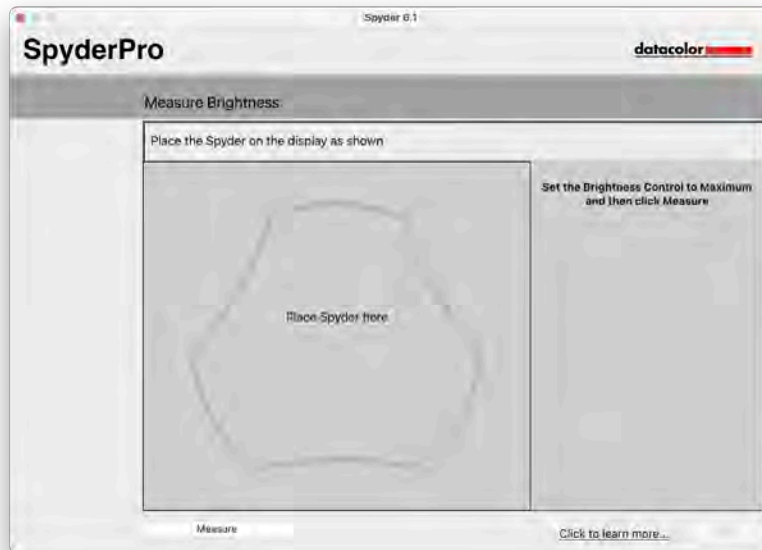 Spyder 6.1
SpyderPro
datacolor
Measure Brightness
Place the Spyder on the display as shown
Set the Brightness Control to Maximum
and then click Measure
Place Spyder here
Measure
Click to learn more...